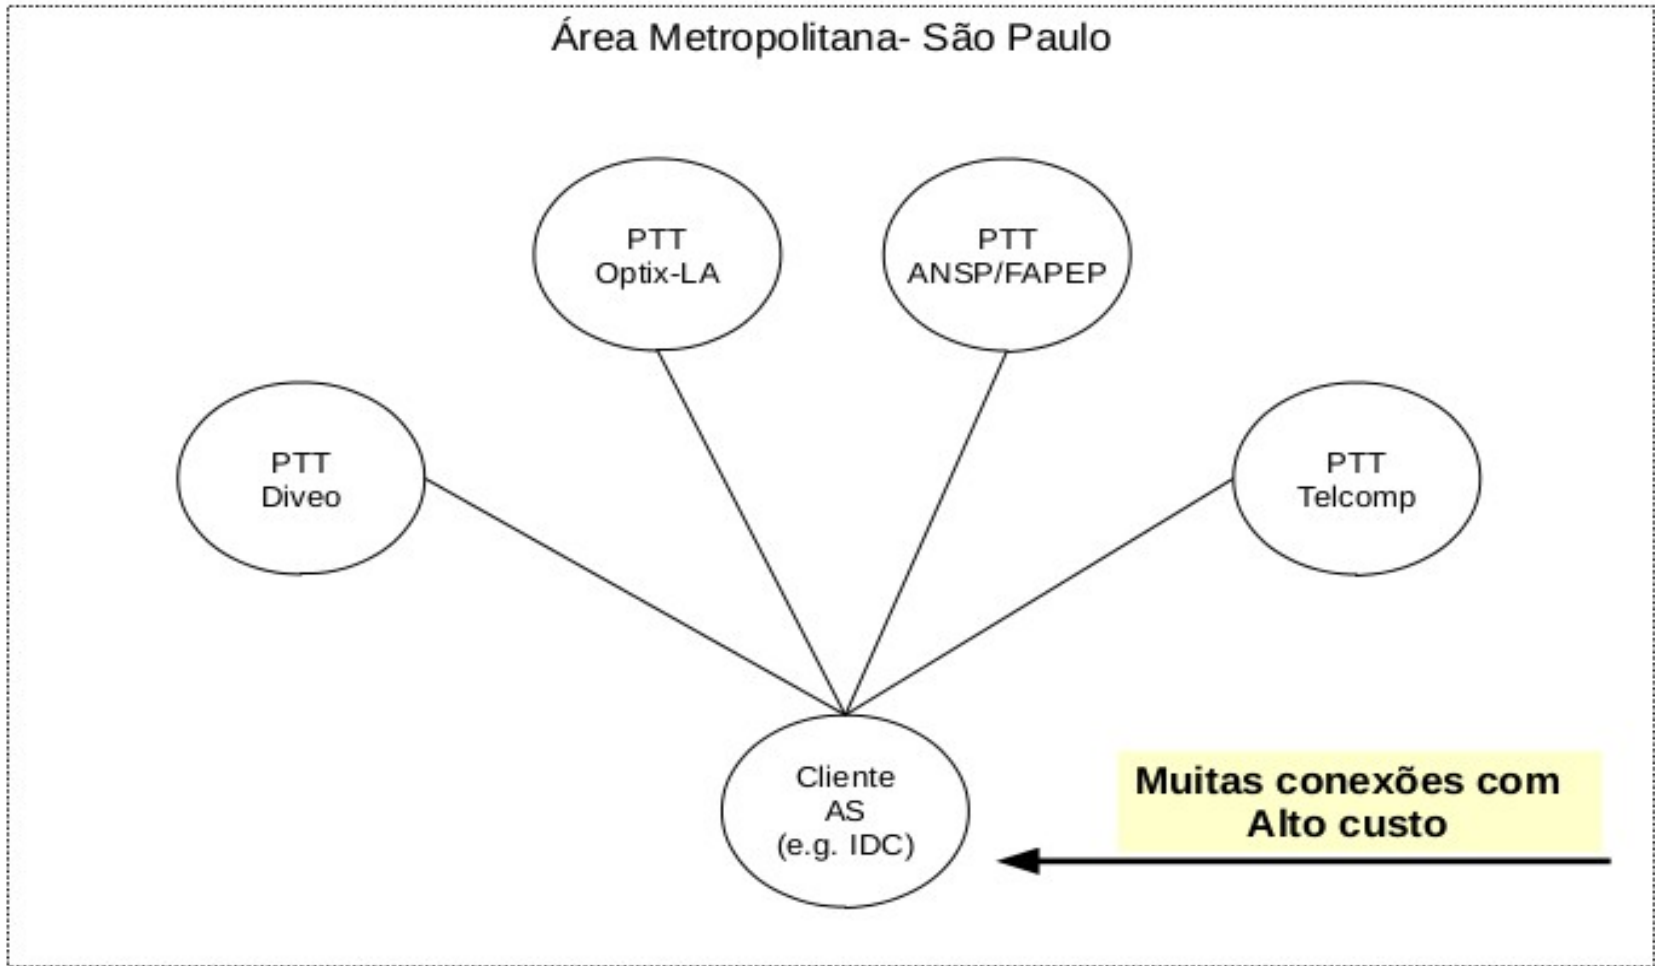 Área Metropolitana- São Paulo
PTT
Optix-LA
PTT
ANSP/FAPEP
PTT
Diveo
PTT
Telcomp
Cliente
AS
(e.g. IDC)
Muitas conexões com
Alto custo